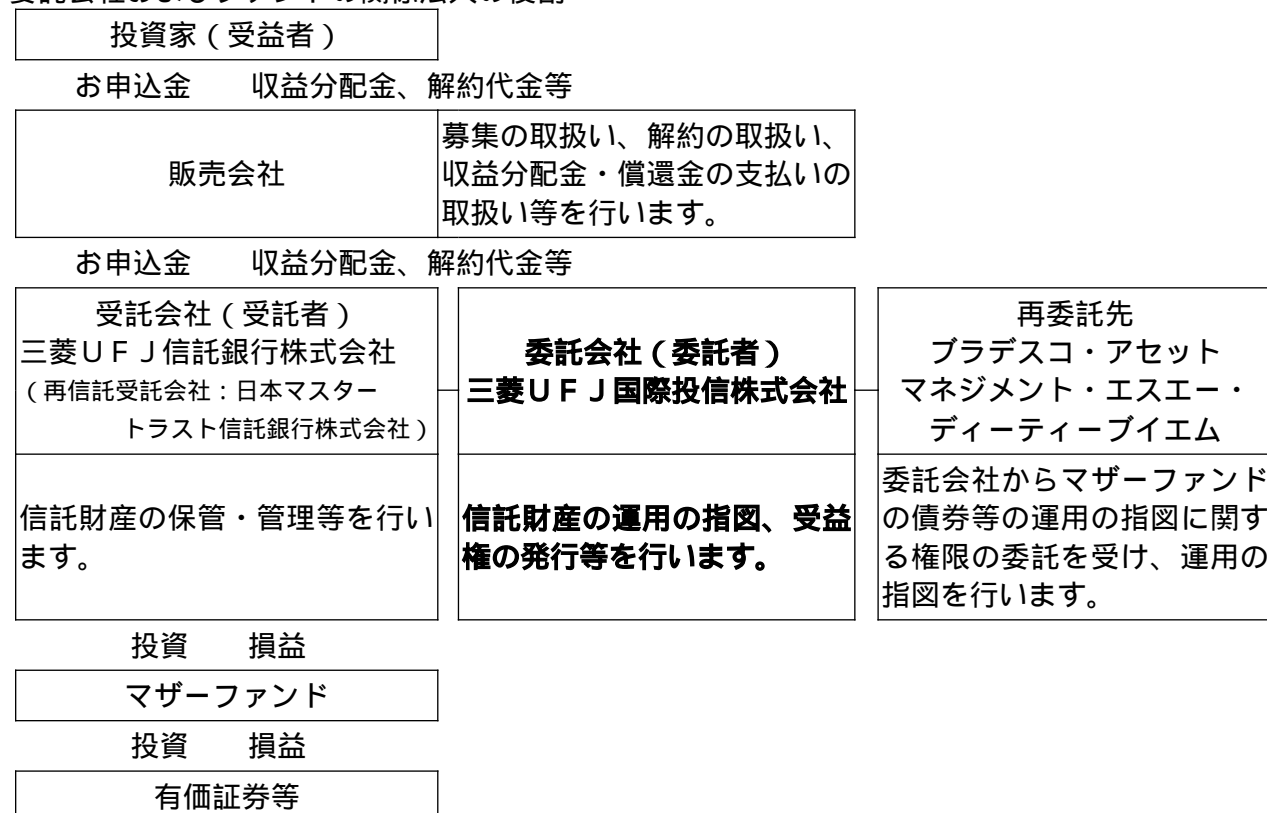 投資家(受益者)
お申込金 収益分配金、解約代金等
販売会社
募集の取扱い、解約の取扱い、
収益分配金・償還金の支払いの
取扱い等を行います。
お申込金 収益分配金、解約代金等
受託会社(受託者)
三菱UFJ信託銀行株式会社
(再信託受託会社:日本マスター
トラスト信託銀行株式会社)
委託会社(委託者)
三菱UFJ国際投信株式会社
再委託先
ブラデスコ・アセット
マネジメント・エスエー・
ディーティーブイエム
信託財産の保管・管理等を行い
ます。
信託財産の運用の指図、受益
権の発行等を行います。
委託会社からマザーファンド
の債券等の運用の指図に関す
る権限の委託を受け、運用の
指図を行います。
投資 損益
マザーファンド
投資 損益
有価証券等